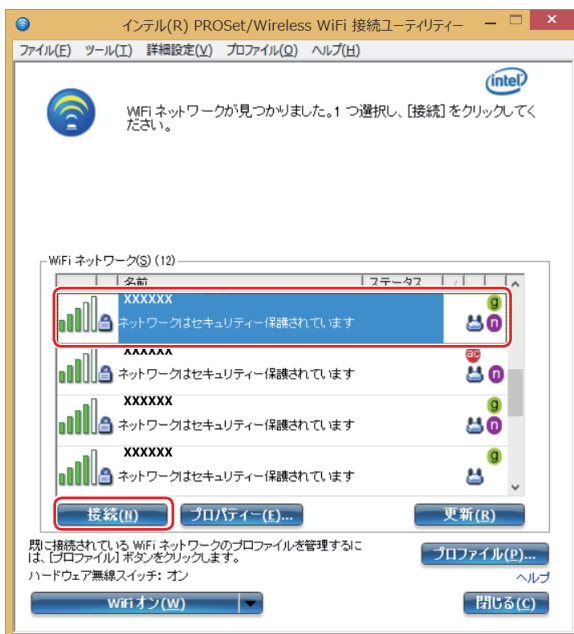 インテル(R) PROSet/Wireless WiFi 接続ユーティリティー
ファイル(F) ツール(T) 詳細設定(V) プロファイル(O) ヘルプ(H)
intel
WiFi ネットワークが見つかりました。1 つ選択し、[接続] をクリックしてく
ださい。
WiFi ネットワーク(S) (12)
名前 ステータス
XXXXXX
g
ネットワークはセキュリティー保護されています
n
XXXXXX
ac
ネットワークはセキュリティー保護されています
n
XXXXXX
g
ネットワークはセキュリティー保護されています
n
XXXXXX
g
ネットワークはセキュリティー保護されています
接続(N) プロパティー(E)... 更新(R)
既に接続されている WiFi ネットワークのプロファイルを管理するに
は、[プロファイル] ボタンをクリックします。
プロファイル(P)...
ハードウェア無線スイッチ: オン
ヘルプ
WiFi オン(W) 閉じる(C)